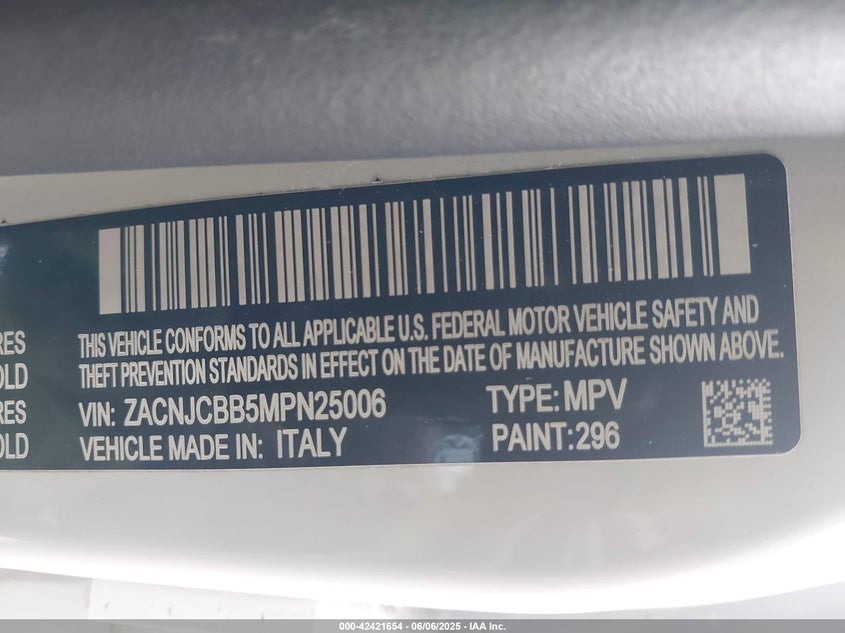 THIS VEHICLE CONFORMS TO ALL APPLICABLE U.S. FEDERAL MOTOR VEHICLE SAFETY AND
RES
THEFT PREVENTION STANDARDS IN EFFECT ON THE DATE OF MANUFACTURE SHOWN ABOVE.
OLD
VIN: ZACNJCBB5MPN25006 TYPE: MPV
RES
VEHICLE MADE IN: ITALY PAINT: 296
OLD
000-42421654 / 06/06/2025 - IAA Inc.